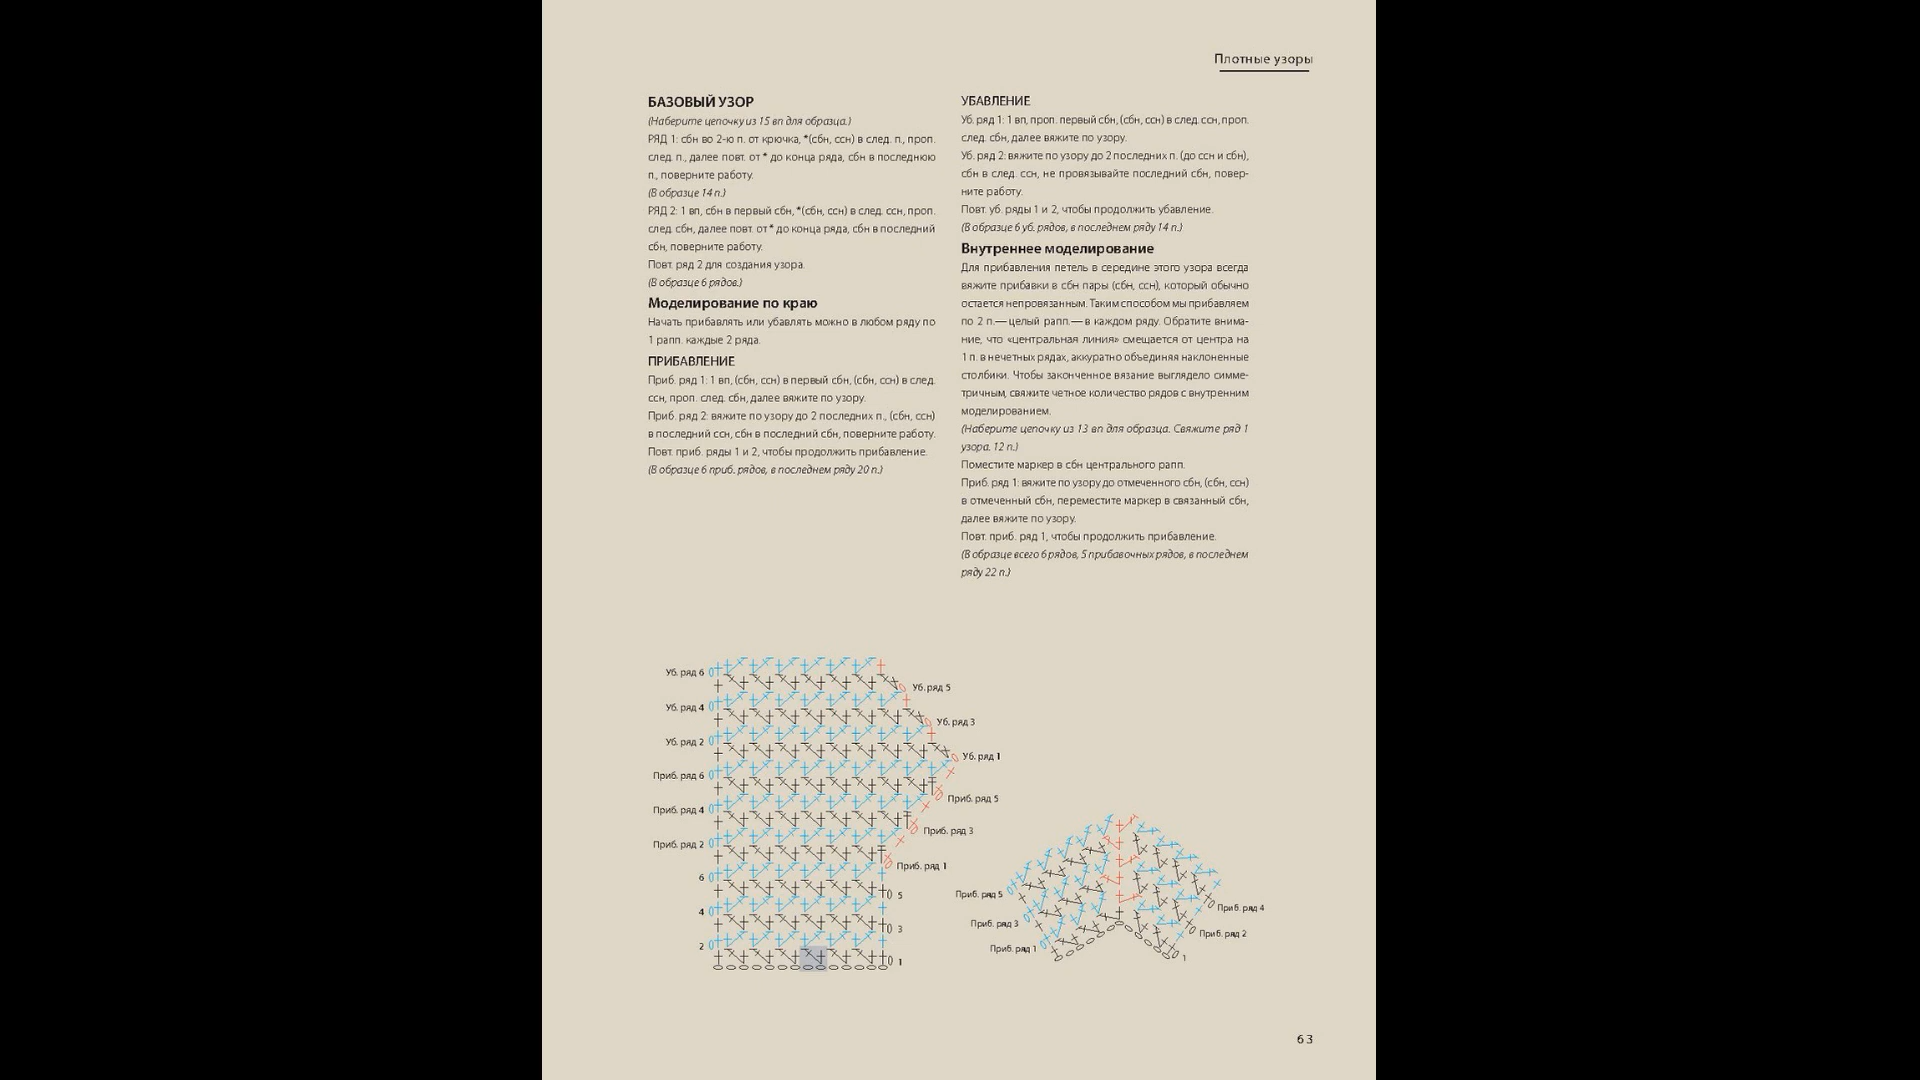 Плотные узоры
БАЗОВЫЙ УЗОР
(Наберите цепочку из 15 вп для образца.)
РЯД 1: сбн во 2-ю п. от крючка, *(сбн, ссн) в след. п., проп.
след. п., далее повт. от * до конца ряда, сбн в последнюю
п., поверните работу.
(В образце 14 п.)
РЯД 2: 1 вп, сбн в первый сбн, *(сбн, ссн) в след. ссн, проп.
след. сбн, далее повт. от * до конца ряда, сбн в последний
сбн, поверните работу.
Повт. ряд 2 для создания узора.
(В образце 6 рядов.)
Моделирование по краю
Начать прибавлять или убавлять можно в любом ряду по
1 рапп. каждые 2 ряда.
ПРИБАВЛЕНИЕ
Приб. ряд 1: 1 вп, (сбн, ссн) в первый сбн, (сбн, ссн) в след.
ссн, проп. след. сбн, далее вяжите по узору.
Приб. ряд 2: вяжите по узору до 2 последних п., (сбн, ссн)
в последний ссн, сбн в последний сбн, поверните работу.
Повт. приб. ряды 1 и 2, чтобы продолжить прибавление.
(В образце 6 приб. рядов, в последнем ряду 20 п.)
УБАВЛЕНИЕ
Уб. ряд 1: 1 вп, проп. первый сбн, (сбн, ссн) в след. ссн, проп.
след. сбн, далее вяжите по узору.
Уб. ряд 2: вяжите по узору до 2 последних п. (до ссн и сбн),
сбн в след. ссн, не провязывайте последний сбн, повер-
ните работу.
Повт. уб. ряды 1 и 2, чтобы продолжить убавление.
(В образце 6 уб. рядов, в последнем ряду 14 п.)
Внутреннее моделирование
Для прибавления петель в середине этого узора всегда
вяжите прибавки в сбн пары (сбн, ссн), который обычно
остается непровязанным. Таким способом мы прибавляем
по 2 п.— целый рапп.— в каждом ряду. Обратите внима-
ние, что «центральная линия» смещается от центра на
1 п. в нечетных рядах, аккуратно объединяя наклоненные
столбики. Чтобы законченное вязание выглядело симме-
тричным, свяжите четное количество рядов с внутренним
моделированием.
(Наберите цепочку из 13 вп для образца. Свяжите ряд 1
узора. 12 п.)
Поместите маркер в сбн центрального рапп.
Приб. ряд 1: вяжите по узору до отмеченного сбн, (сбн, ссн)
в отмеченный сбн, переместите маркер в связанный сбн,
далее вяжите по узору.
Повт. приб. ряд 1, чтобы продолжить прибавление.
(В образце всего 6 рядов, 5 прибавочных рядов, в последнем
ряду 22 п.)
Уб. ряд 6
Уб. ряд 5
Уб. ряд 4
Уб. ряд 3
Уб. ряд 2
Уб. ряд 1
Приб. ряд 6
Приб. ряд 5
Приб. ряд 4
Приб. ряд 3
Приб. ряд 2
Приб. ряд 1
6
5
4
3
2
1
Приб. ряд 5
Приб. ряд 4
Приб. ряд 3
Приб. ряд 2
Приб. ряд 1
1
63